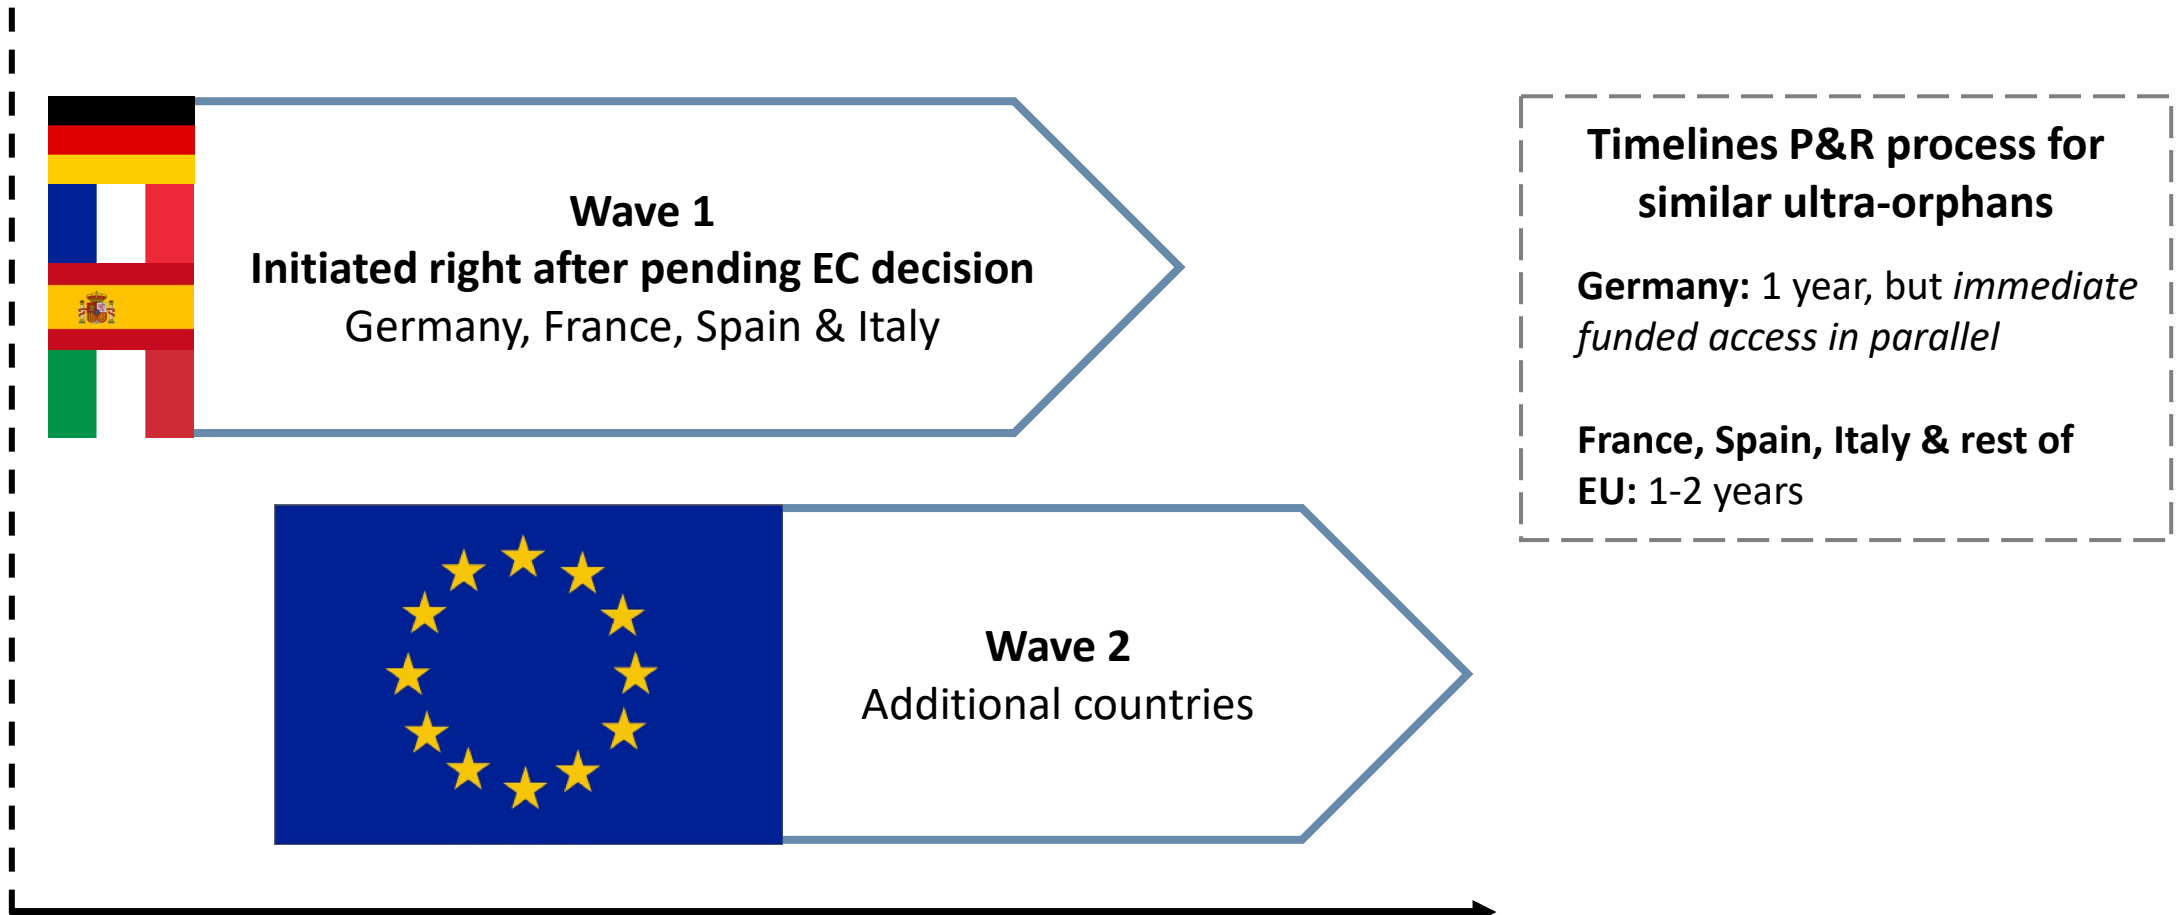 Wave 1
Initiated right after pending EC decision
Germany, France, Spain & Italy
Wave 2
Additional countries
Timelines P&R process for
similar ultra-orphans
Germany: 1 year, but immediate
funded access in parallel
France, Spain, Italy & rest of
EU: 1-2 years